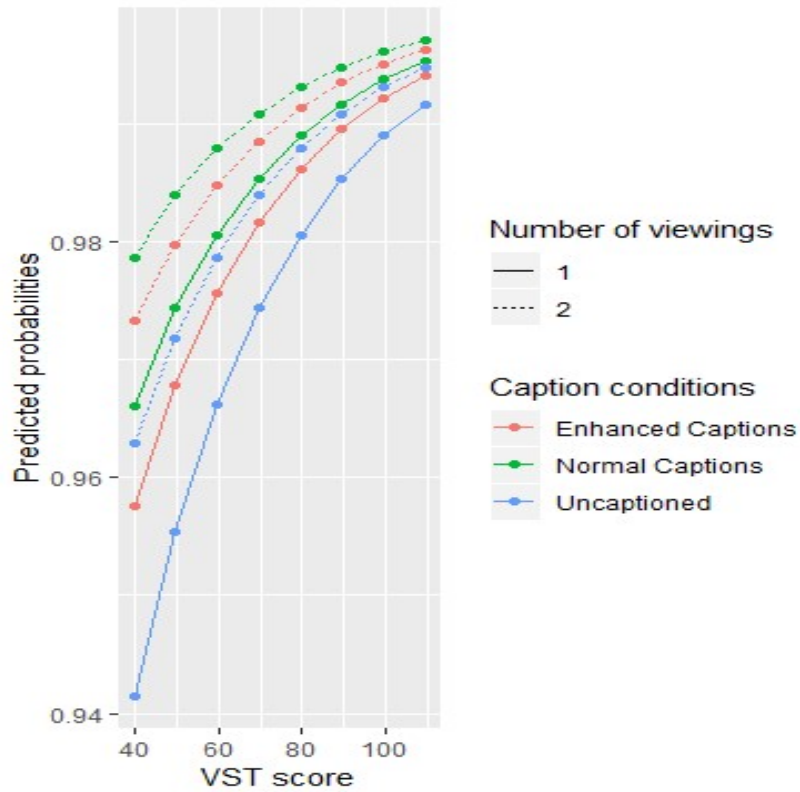 Predicted probabilities
0.98
0.96
0.94
40 60 80 100
VST score
Number of viewings
1
2
Caption conditions
Enhanced Captions
Normal Captions
Uncaptioned